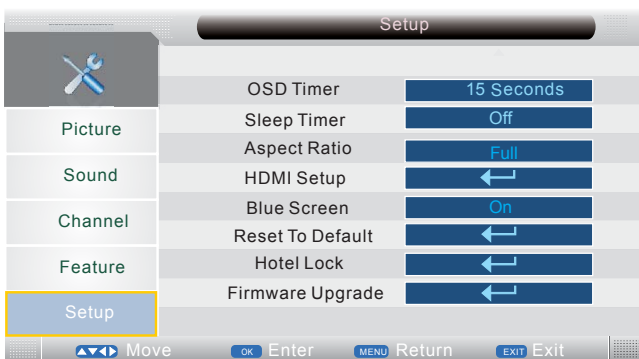 Setup
OSD Timer 15 Seconds
Sleep Timer Off
Aspect Ratio Full
HDMI Setup
Blue Screen On
Reset To Default
Hotel Lock
Firmware Upgrade
Picture
Sound
Channel
Feature
Setup
Move OK Enter MENU Return EXIT Exit